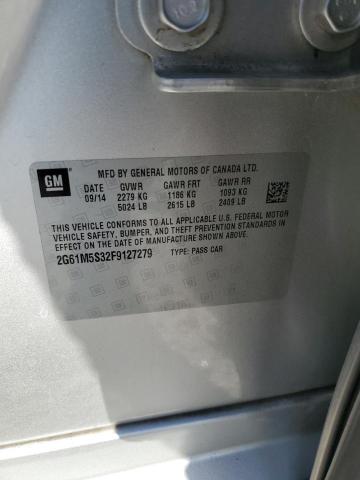 GM
MFD BY GENERAL MOTORS OF CANADA LTD.
DATE GVWR GAWR FRT GAWR RR
09/14 2279 KG 1186 KG 1093 KG
5024 LB 2615 LB 2409 LB
THIS VEHICLE CONFORMS TO ALL APPLICABLE U.S. FEDERAL MOTOR
VEHICLE SAFETY, BUMPER, AND THEFT PREVENTION STANDARDS IN
EFFECT ON THE DATE OF MANUFACTURE SHOWN ABOVE.
2G61M5S32F9127279 TYPE: PASS CAR